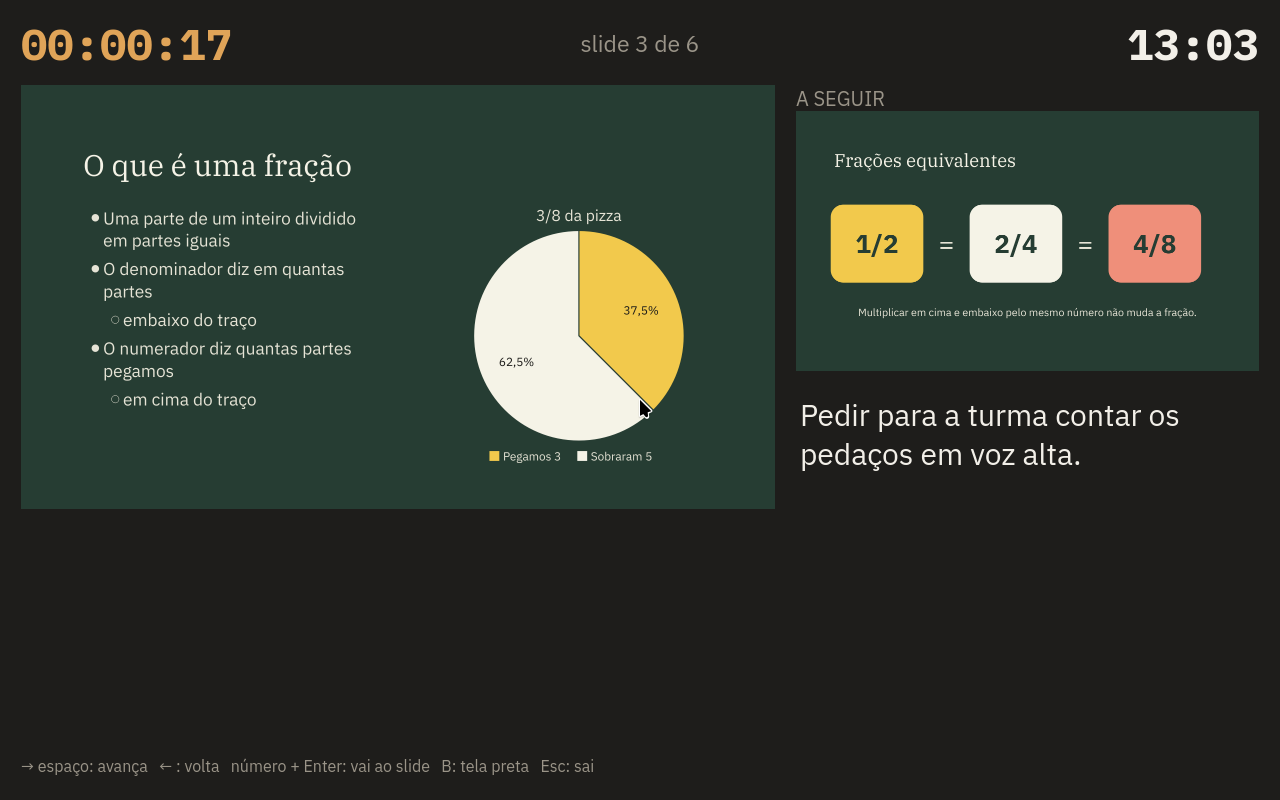 00:00:17
slide 3 de 6
13:03
O que é uma fração
● Uma parte de um inteiro dividido
em partes iguais
● O denominador diz em quantas
partes
○ embaixo do traço
● O numerador diz quantas partes
pegamos
○ em cima do traço
3/8 da pizza
37,5%
62,5%
Pegamos 3 Sobraram 5
A SEGUIR
Frações equivalentes
1/2 = 2/4 = 4/8
Multiplicar em cima e embaixo pelo mesmo número não muda a fração.
Pedir para a turma contar os
pedaços em voz alta.
→ espaço: avança ← : volta número + Enter: vai ao slide B: tela preta Esc: sai